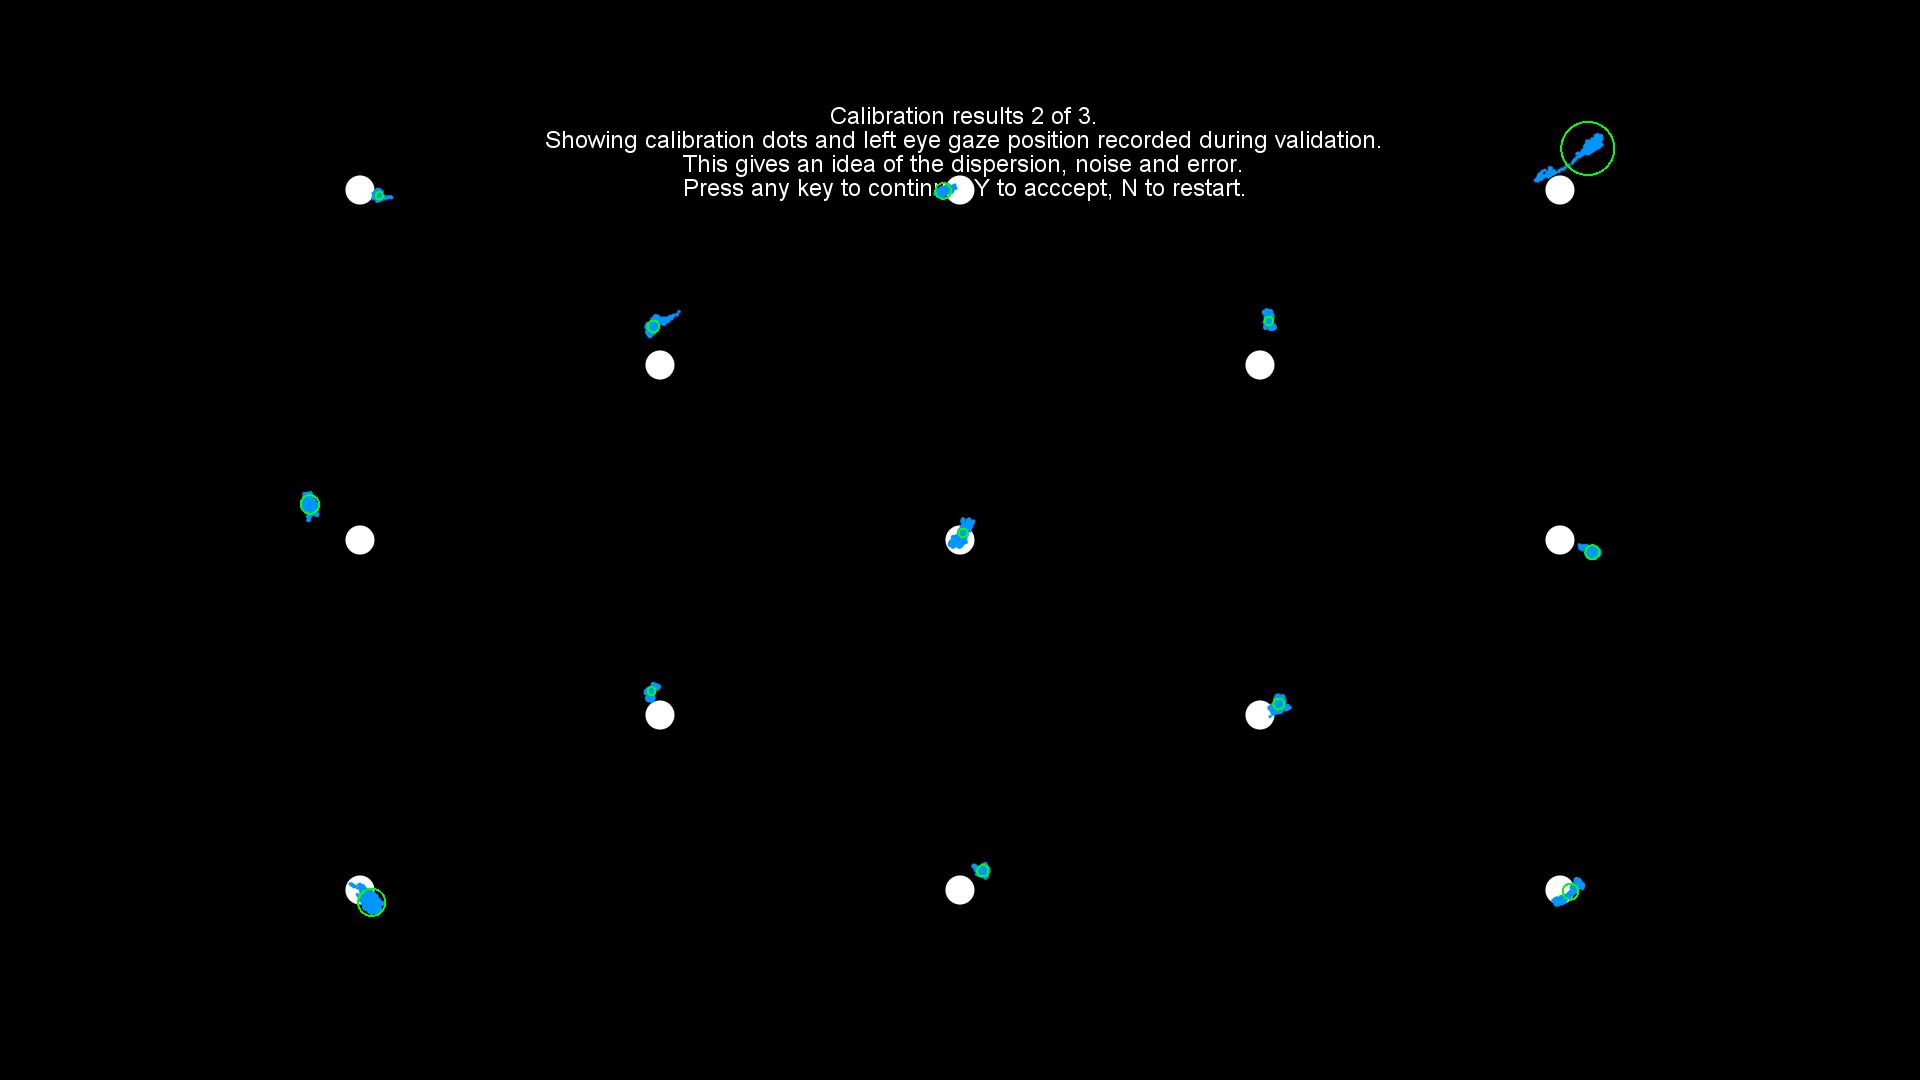 Calibration results 2 of 3.
Showing calibration dots and left eye gaze position recorded during validation.
This gives an idea of the dispersion, noise and error.
Press any key to contin Y to acccept, N to restart.